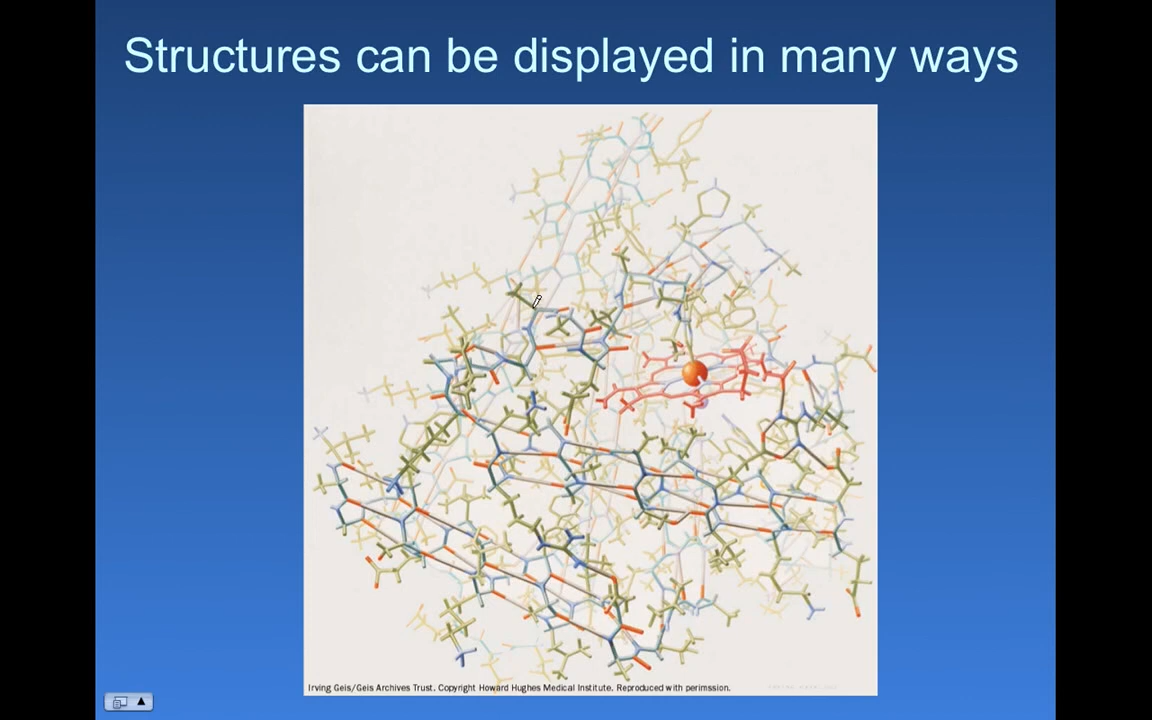 Structures can be displayed in many ways
Irving Geis/Geis Archives Trust. Copyright Howard Hughes Medical Institute. Reproduced with perimssion.